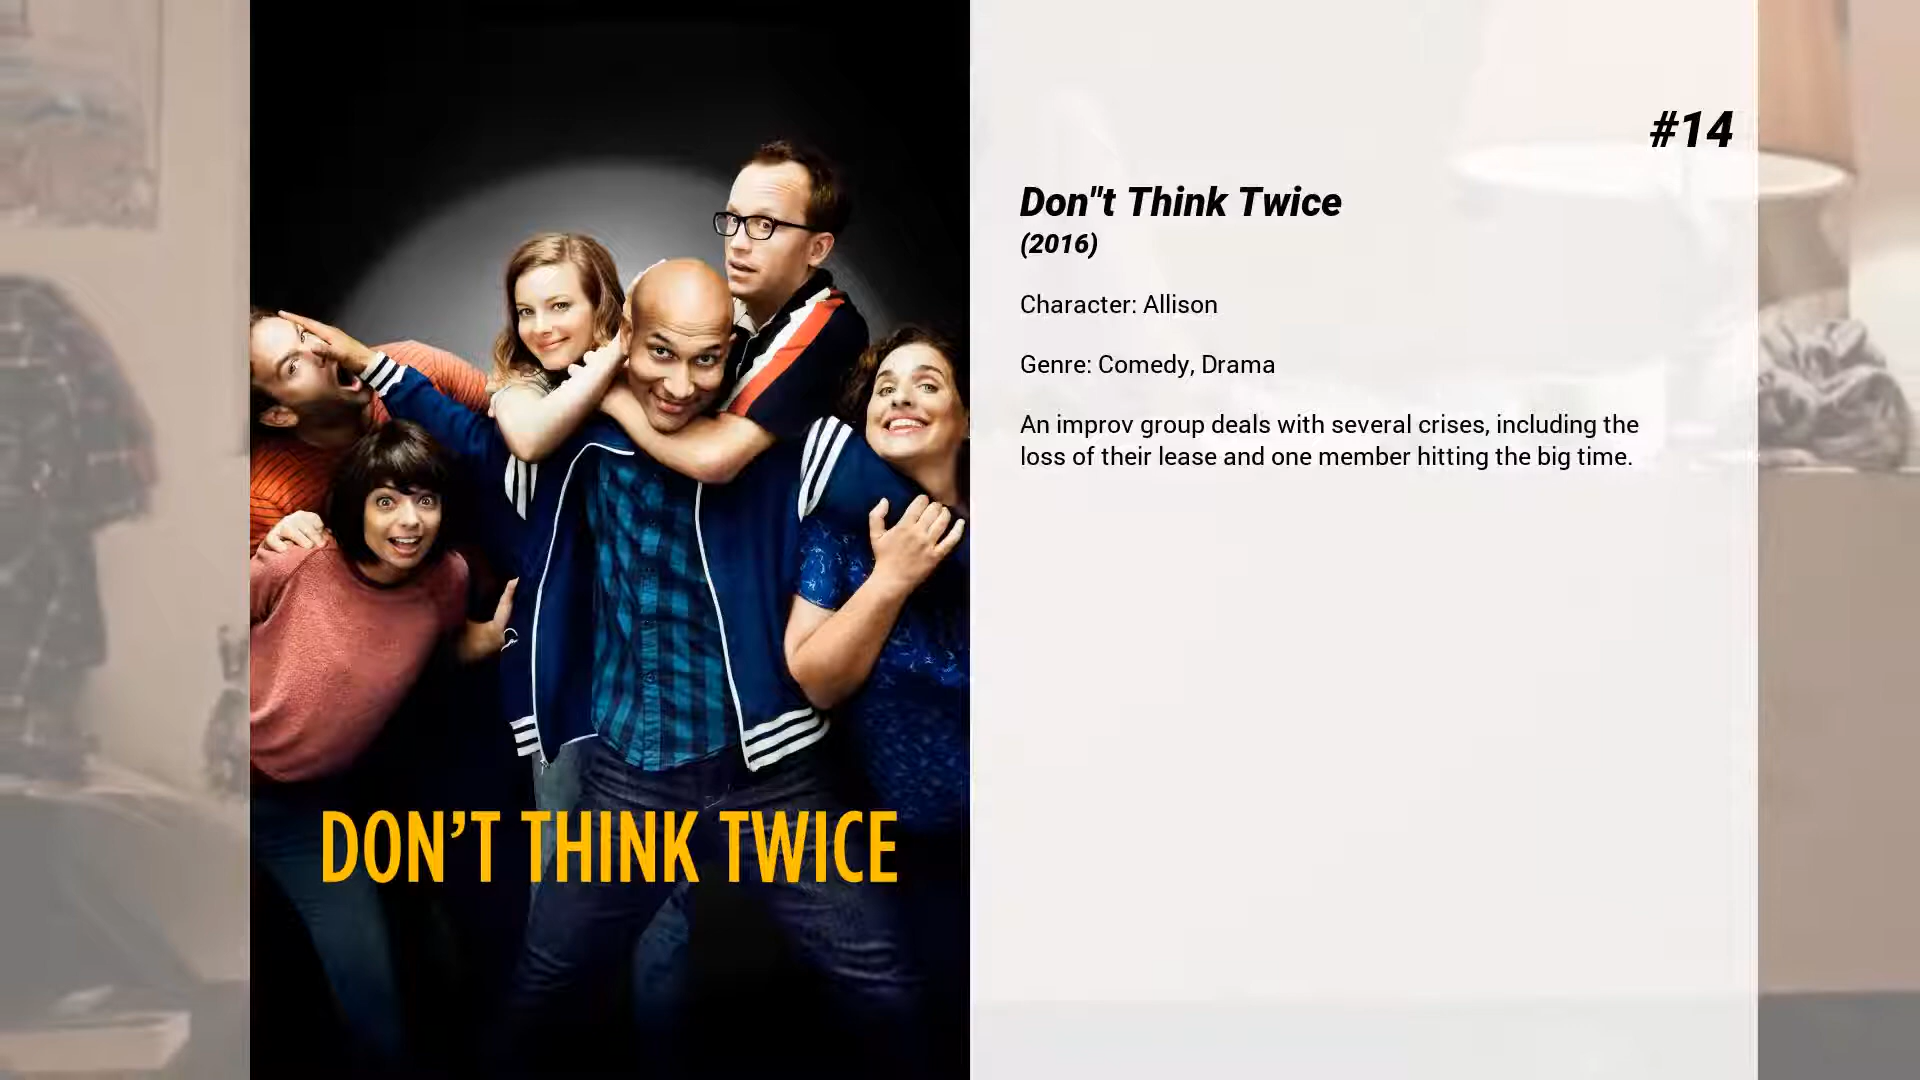 #14
Don"t Think Twice
(2016)
Character: Allison
Genre: Comedy, Drama
An improv group deals with several crises, including the
loss of their lease and one member hitting the big time.
DON’T THINK TWICE